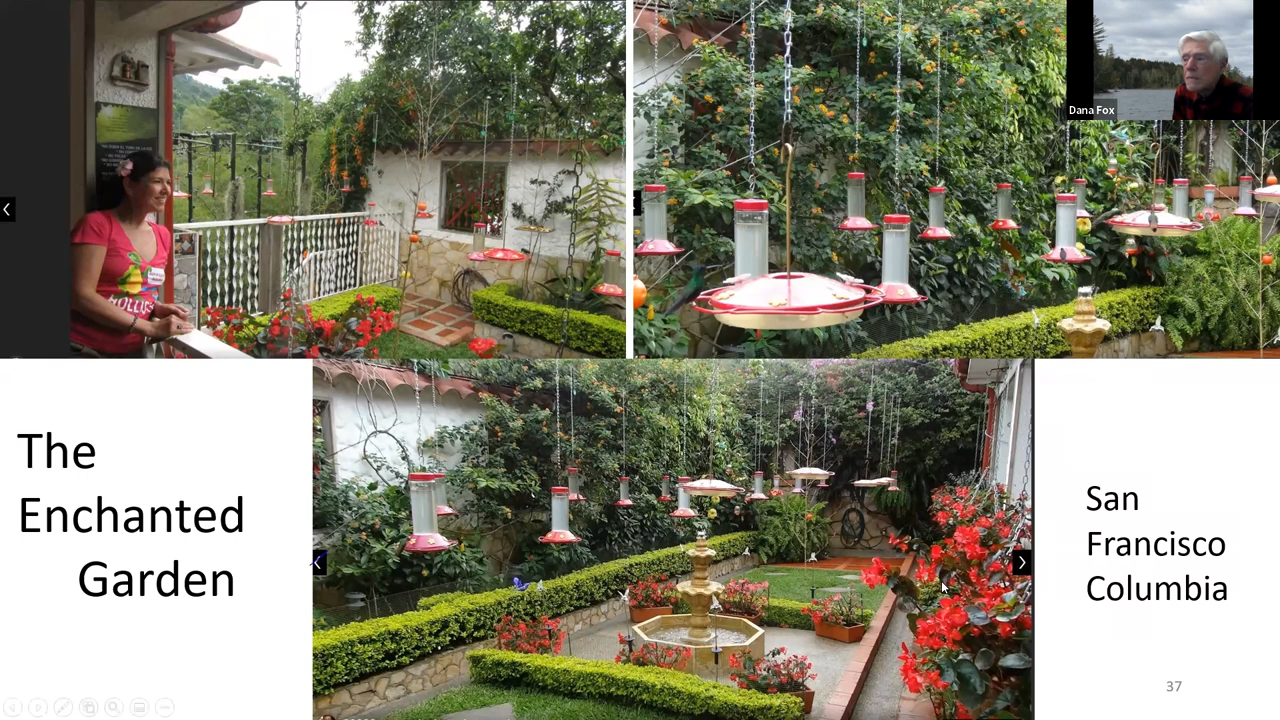 Dana Fox
The
Enchanted
Garden
San
Francisco
Columbia
37